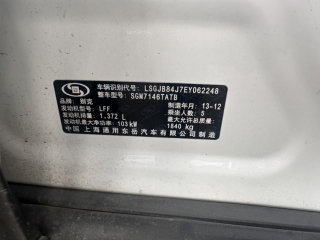 车辆识别代号: LSGJB84J7EY062248
整车型号: SGM7146TATB
品牌: 别克 制造年月: 13-12
发动机型号: LFF 乘坐人数: 5
发动机排量: 1.372 L 最大允许总质量:
发动机最大净功率: 103 kW 1840 kg
中国 上海通用东岳汽车有限公司制造